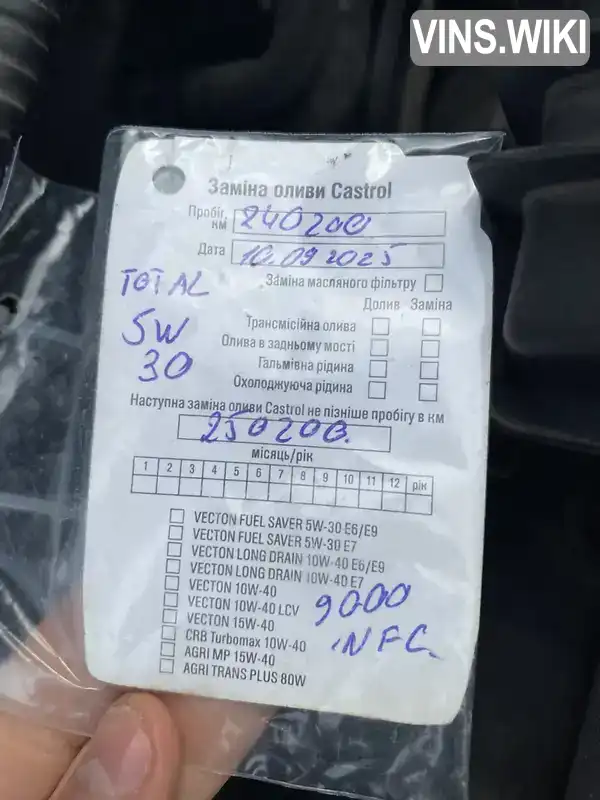 VINS.WIKI
Заміна оливи Castrol
Пробіг, км 240200
Дата 10.09.2025
Заміна масляного фільтру
TOTAL
5W
30
Долив Заміна
Трансмісійна олива
Олива в задньому мості
Гальмівна рідина
Охолоджуюча рідина
Наступна заміна оливи Castrol не пізніше пробігу в км
250200.
місяць/рік
1 2 3 4 5 6 7 8 9 10 11 12 рік
VECTON FUEL SAVER 5W-30 E6/E9
VECTON FUEL SAVER 5W-30 E7
VECTON LONG DRAIN 10W-40 E6/E9
VECTON LONG DRAIN 10W-40 E7
VECTON 10W-40
VECTON 10W-40 LCV
VECTON 15W-40
CRB Turbomax 10W-40
AGRI MP 15W-40
AGRI TRANS PLUS 80W
9000
NFC